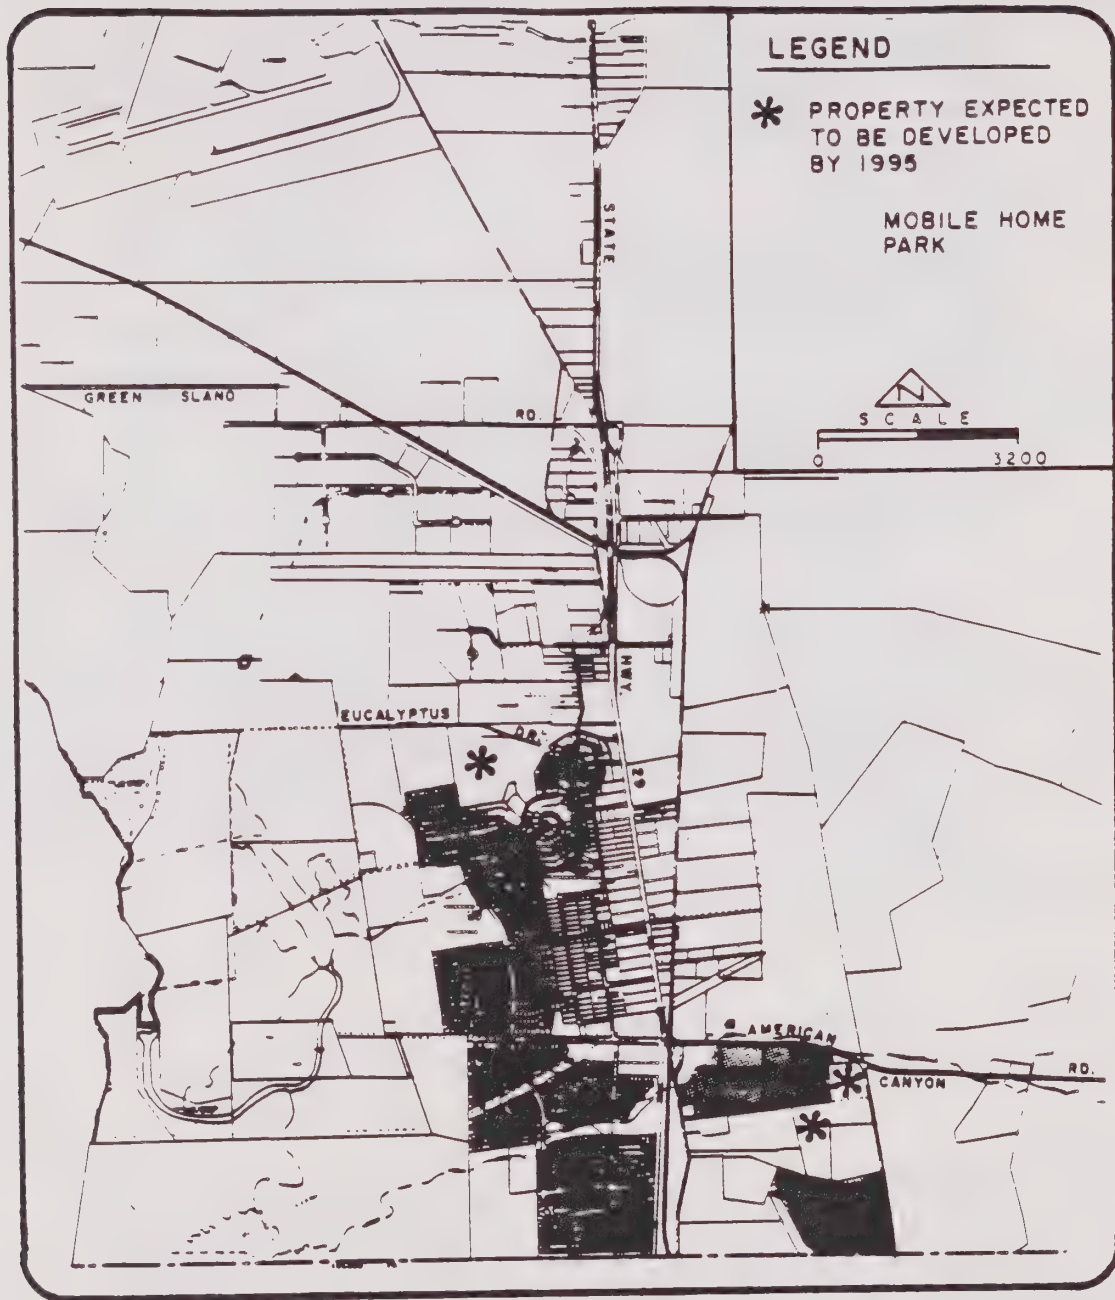 LEGEND
PROPERTY EXPECTED
TO BE DEVELOPED
BY 1995
MOBILE HOME
PARK
N
SCALE
0 3200
STATE
GREEN SLAND
RD.
HWY.
EUCALYPTUS
DR.
29
AMERICAN
CANYON RD.